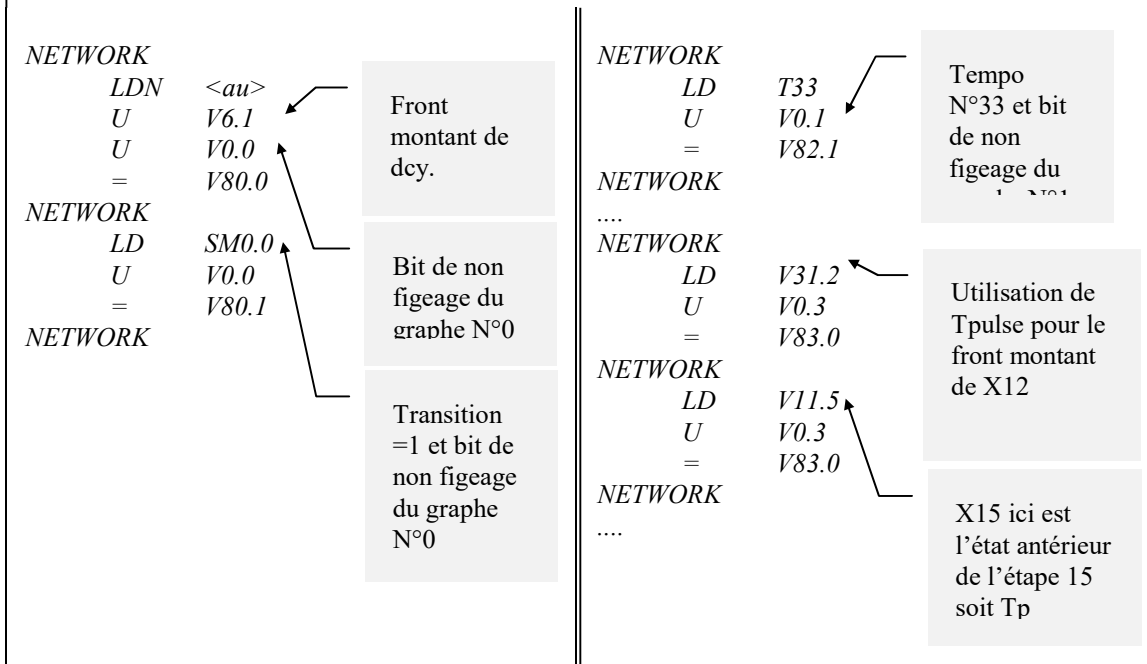 NETWORK
LDN <au>
U V6.1
U V0.0
= V80.0
NETWORK
LD SM0.0
U V0.0
= V80.1
NETWORK
Front
montant de
dcy.
Bit de non
figeage du
graphe N°0
Transition
=1 et bit de
non figeage
du graphe
N°0
NETWORK
LD T33
U V0.1
= V82.1
NETWORK
....
NETWORK
LD V31.2
U V0.3
= V83.0
NETWORK
LD V11.5
U V0.3
= V83.0
NETWORK
....
Tempo
N°33 et bit
de non
figeage du
Utilisation de
Tpulse pour le
front montant
de X12
X15 ici est
l'état antérieur
de l'étape 15
soit Tp